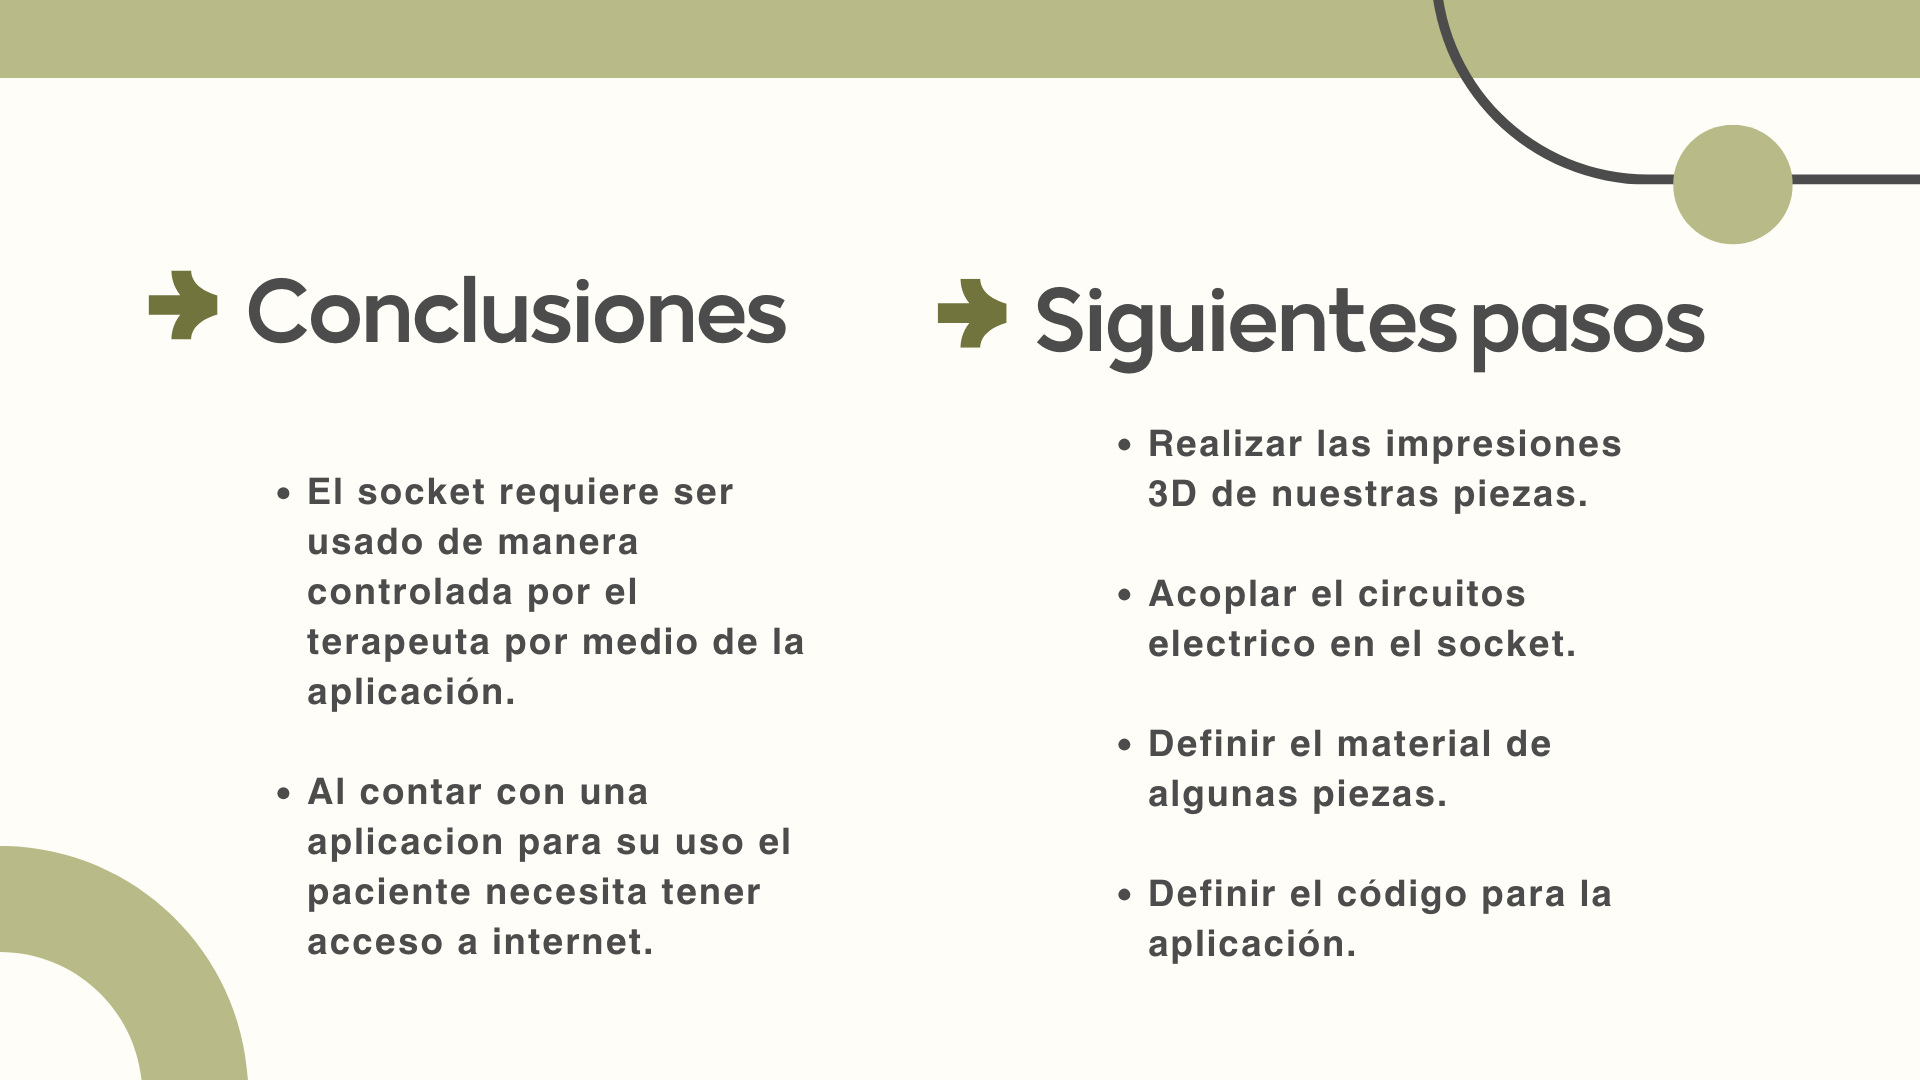 Conclusiones
• El socket requiere ser
usado de manera
controlada por el
terapeuta por medio de la
aplicación.
• Al contar con una
aplicacion para su uso el
paciente necesita tener
acceso a internet.
Siguientes pasos
• Realizar las impresiones
3D de nuestras piezas.
• Acoplar el circuitos
electrico en el socket.
• Definir el material de
algunas piezas.
• Definir el código para la
aplicación.